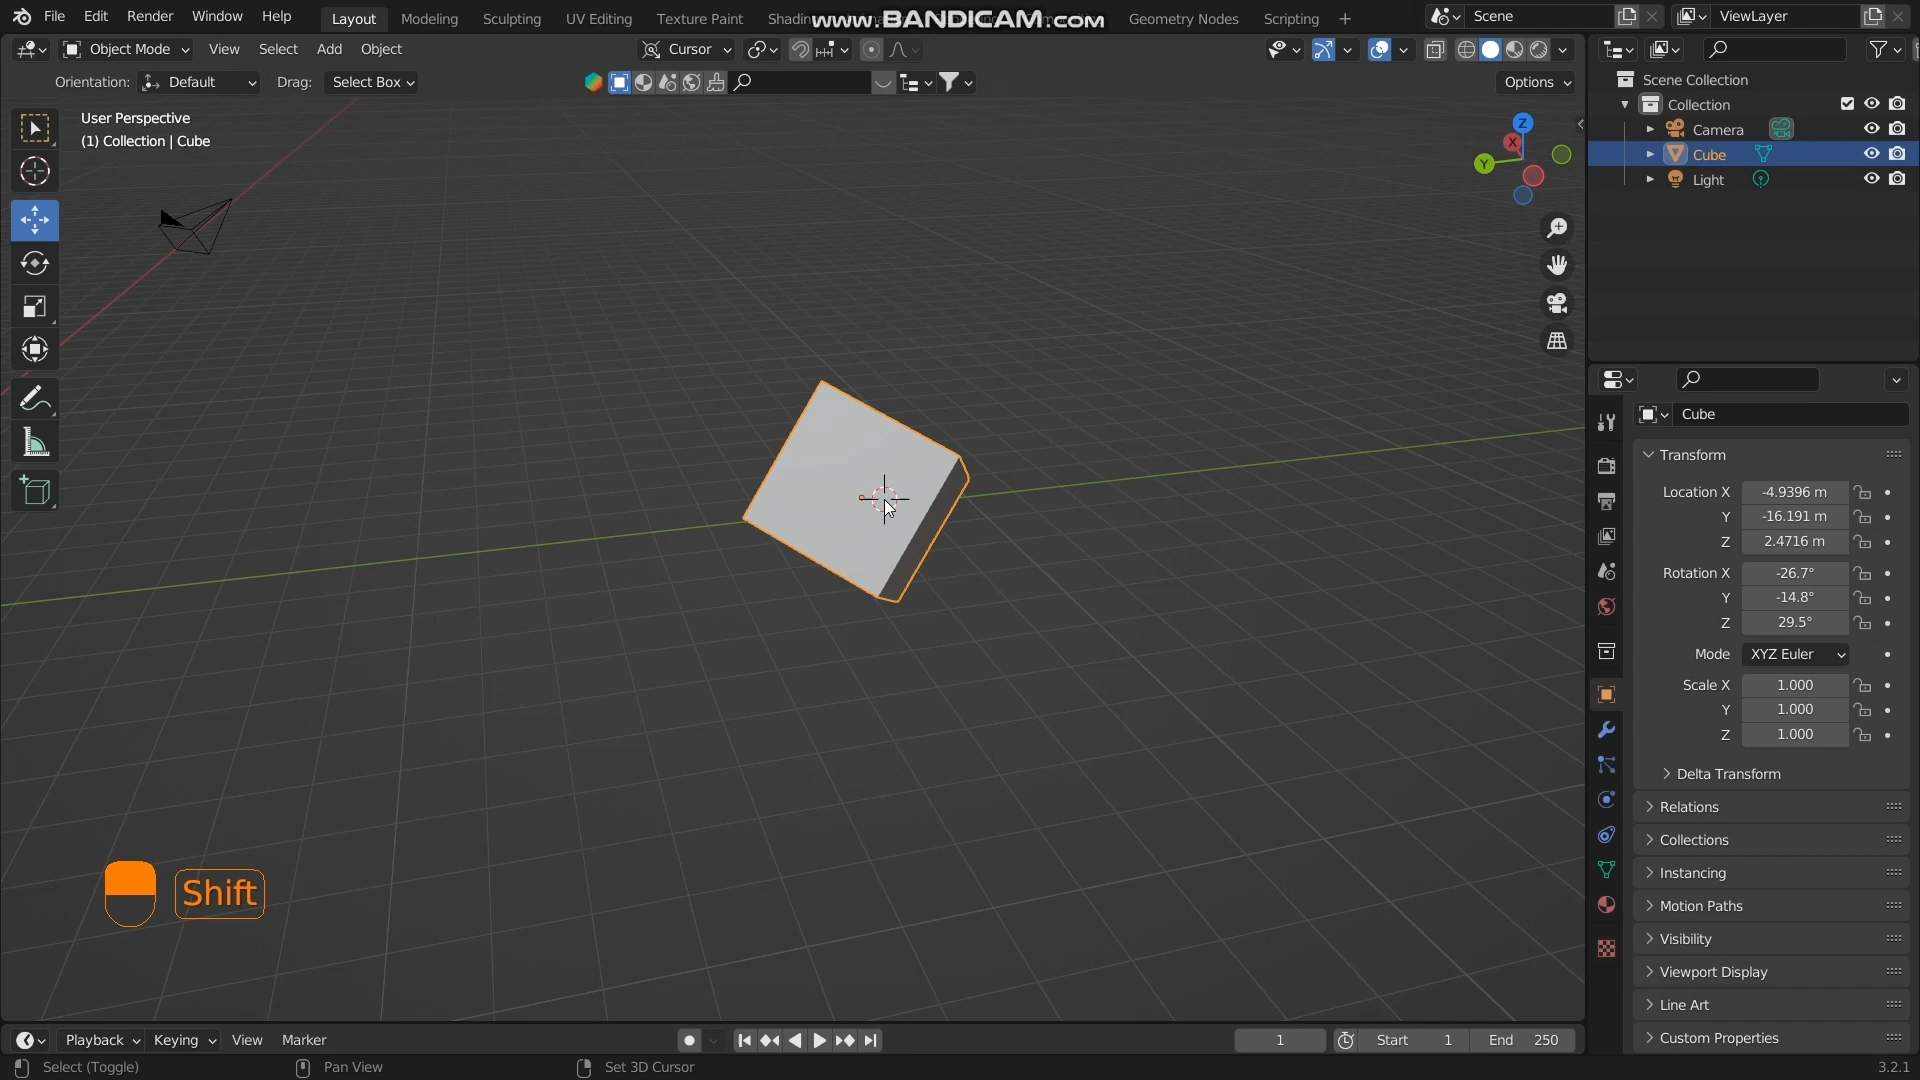 File Edit Render Window Help Layout Modeling Sculpting UV Editing Texture Paint Shadin www.BANDICAM.com Geometry Nodes Scripting + Scene ViewLayer
Object Mode View Select Add Object Cursor
Orientation: Default Drag: Select Box Options
User Perspective
(1) Collection | Cube
Z
X
Y
Shift
Scene Collection
Collection
Camera
Cube
Light
Cube
Transform
Location X -4.9396 m
Y -16.191 m
Z 2.4716 m
Rotation X -26.7°
Y -14.8°
Z 29.5°
Mode XYZ Euler
Scale X 1.000
Y 1.000
Z 1.000
Delta Transform
Relations
Collections
Instancing
Motion Paths
Visibility
Viewport Display
Line Art
Custom Properties
Playback Keying View Marker 1 Start 1 End 250
Select (Toggle) Pan View Set 3D Cursor 3.2.1